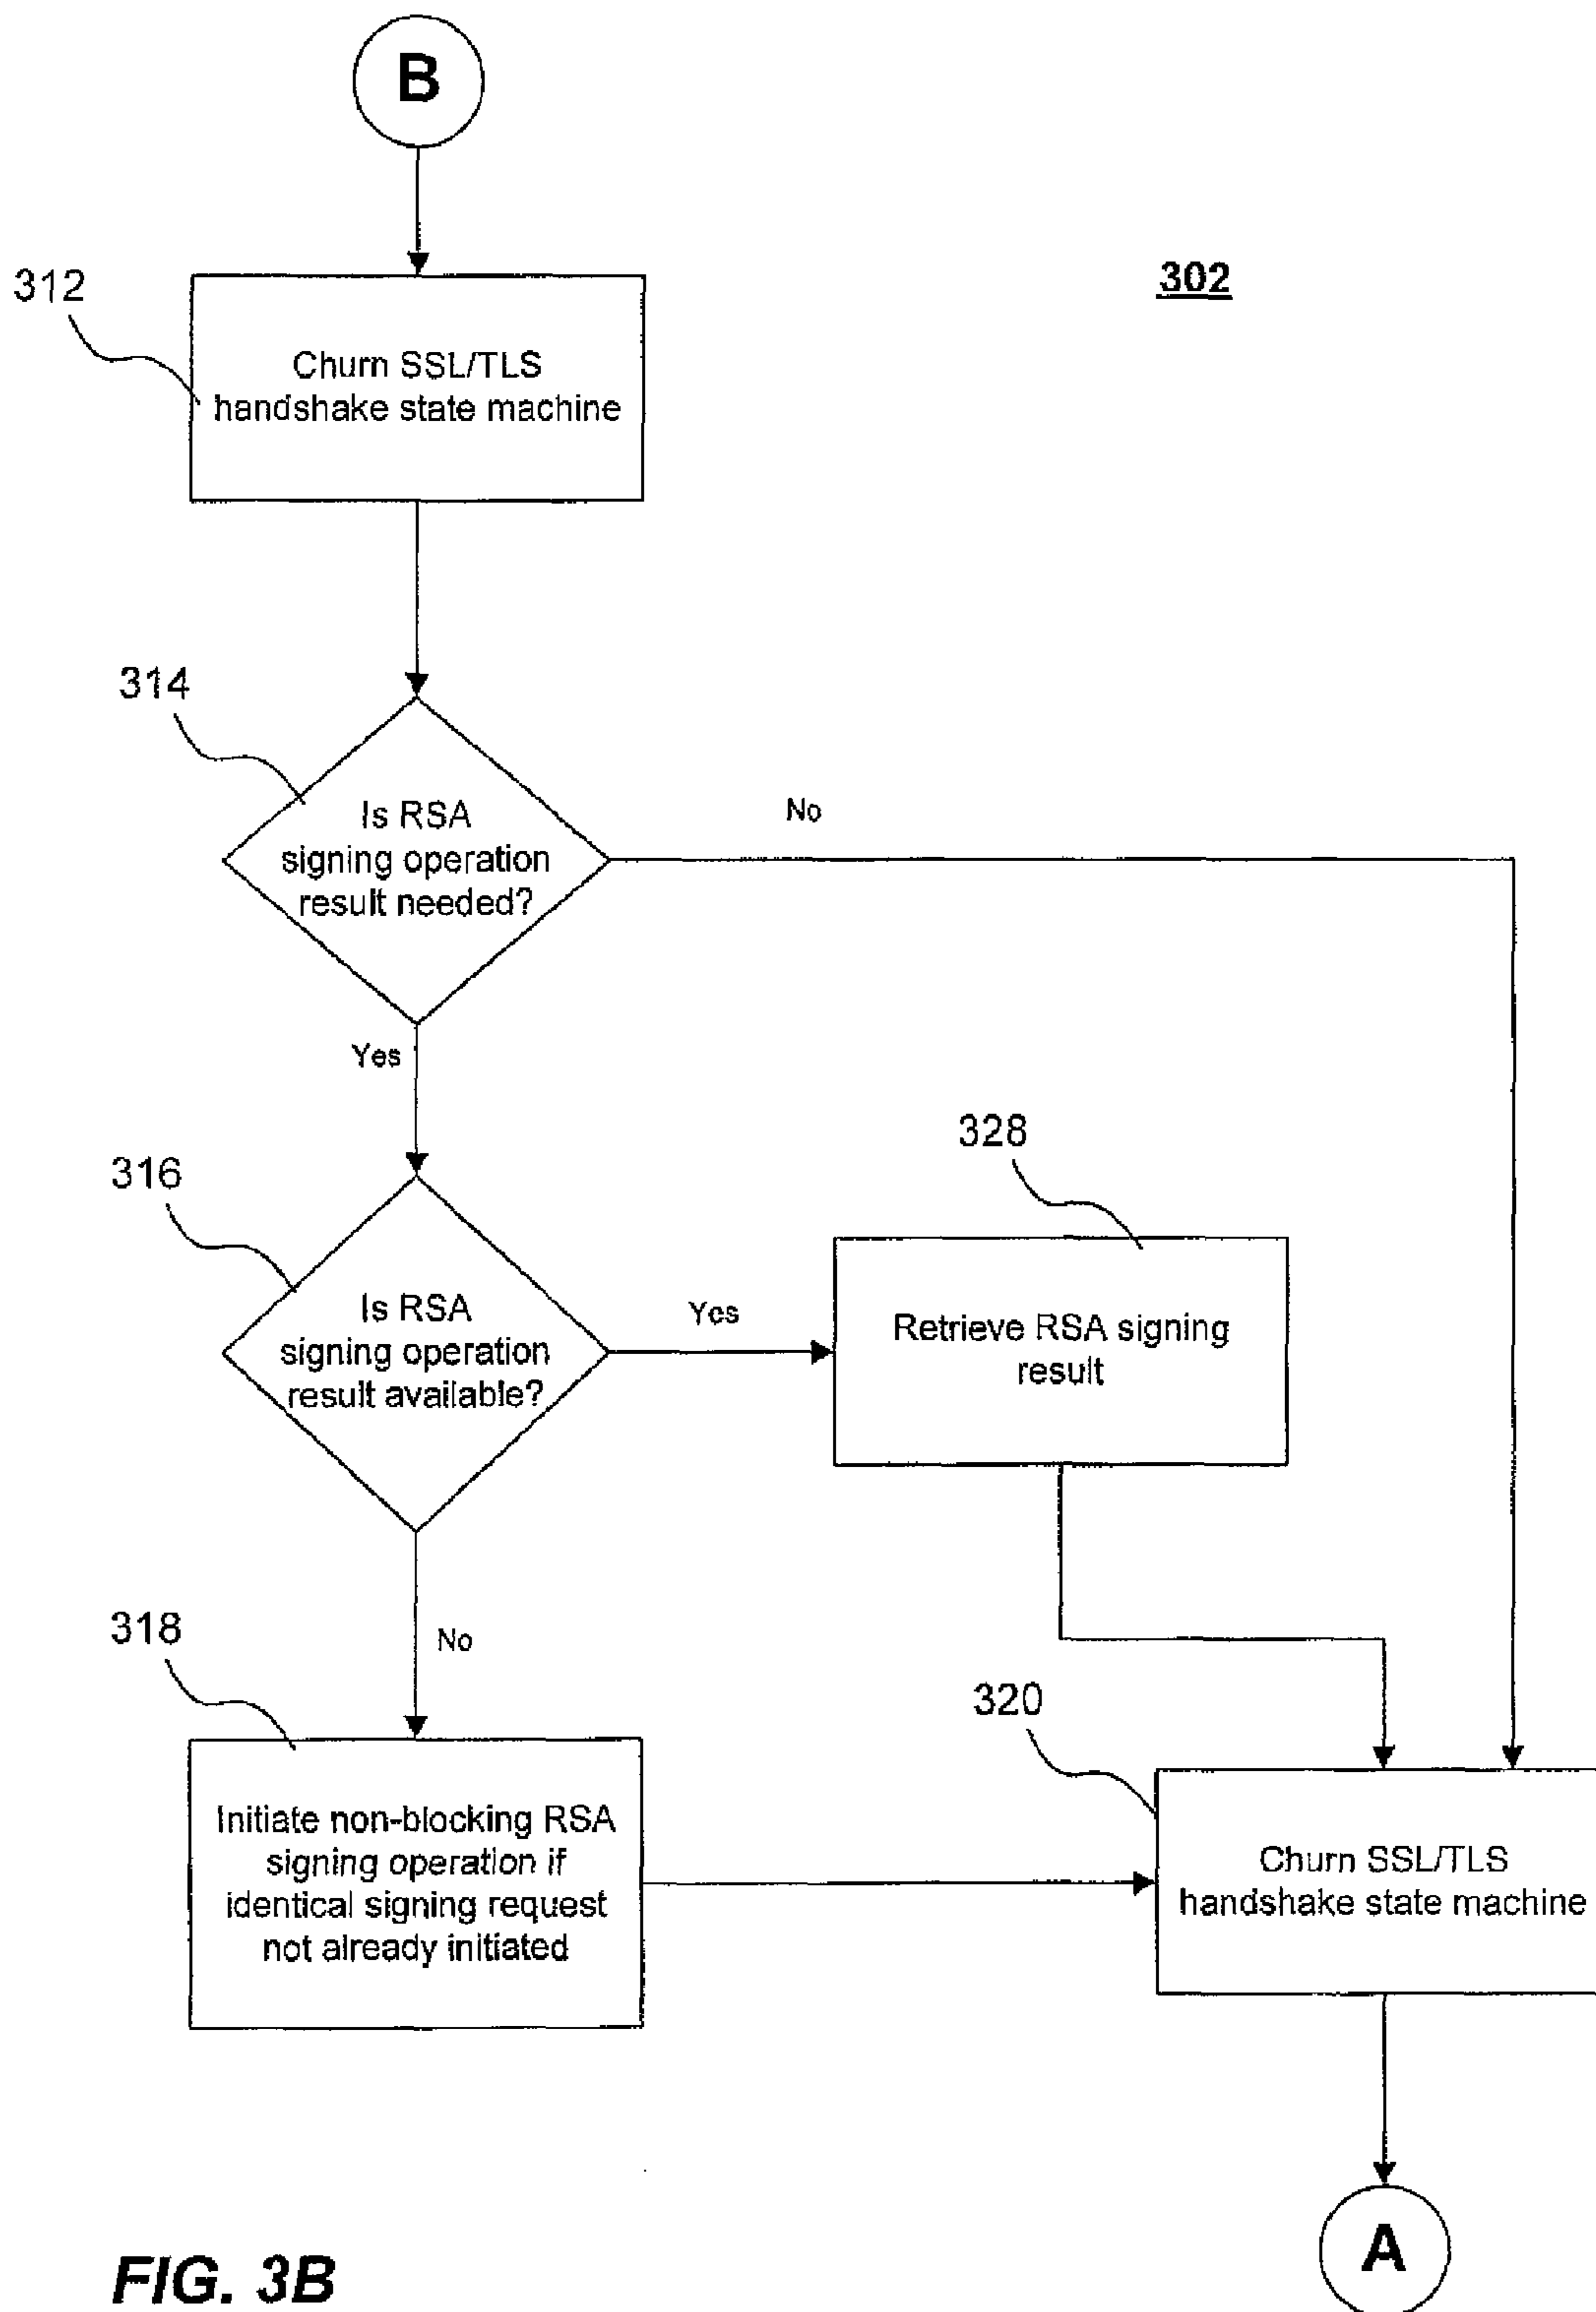 B
302
312
Churn SSL/TLS
handshake state machine
314
Is RSA
signing operation
result needed?
No
Yes
328
316
Is RSA
signing operation
result available?
Yes
Retrieve RSA signing
result
318
No
320
Initiate non-blocking RSA
signing operation if
identical signing request
not already initiated
Churn SSL/TLS
handshake state machine
A
FIG. 3B